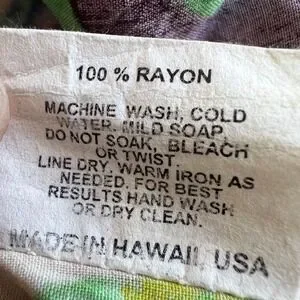 100 % RAYON
MACHINE WASH, COLD
WATER. MILD SOAP.
DO NOT SOAK, BLEACH
OR TWIST.
LINE DRY. WARM IRON AS
NEEDED. FOR BEST
RESULTS HAND WASH
OR DRY CLEAN.
MADE IN HAWAII, USA